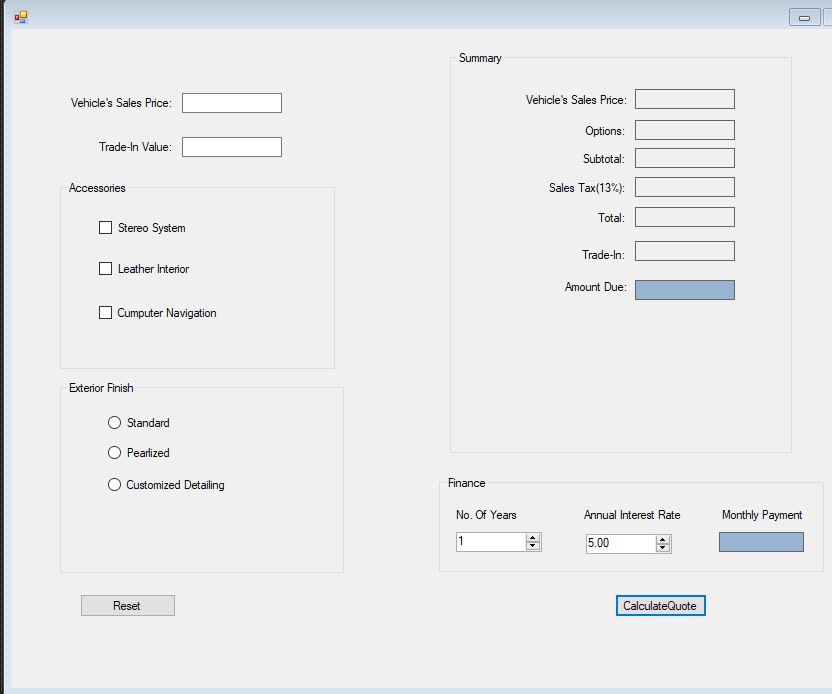 Vehicle's Sales Price:
Trade-In Value:
Accessories
Stereo System
Leather Interior
Cumputer Navigation
Exterior Finish
Standard
Pearlized
Customized Detailing
Reset
Summary
Vehicle's Sales Price:
Options:
Subtotal:
Sales Tax(13%):
Total:
Trade-In:
Amount Due:
Finance
No. Of Years Annual Interest Rate Monthly Payment
1 5.00
CalculateQuote